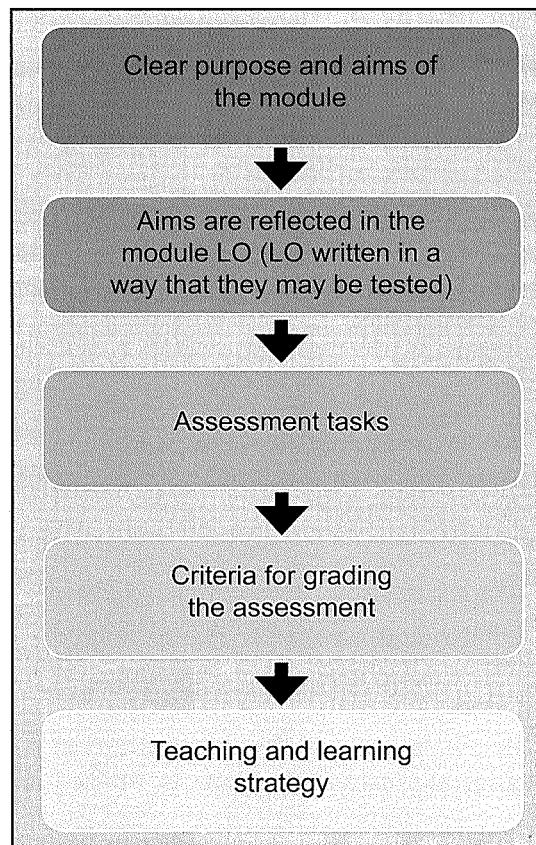 Clear purpose and aims of
the module
Aims are reflected in the
module LO (LO written in a
way that they may be tested)
Assessment tasks
Criteria for grading
the assessment
Teaching and learning
strategy